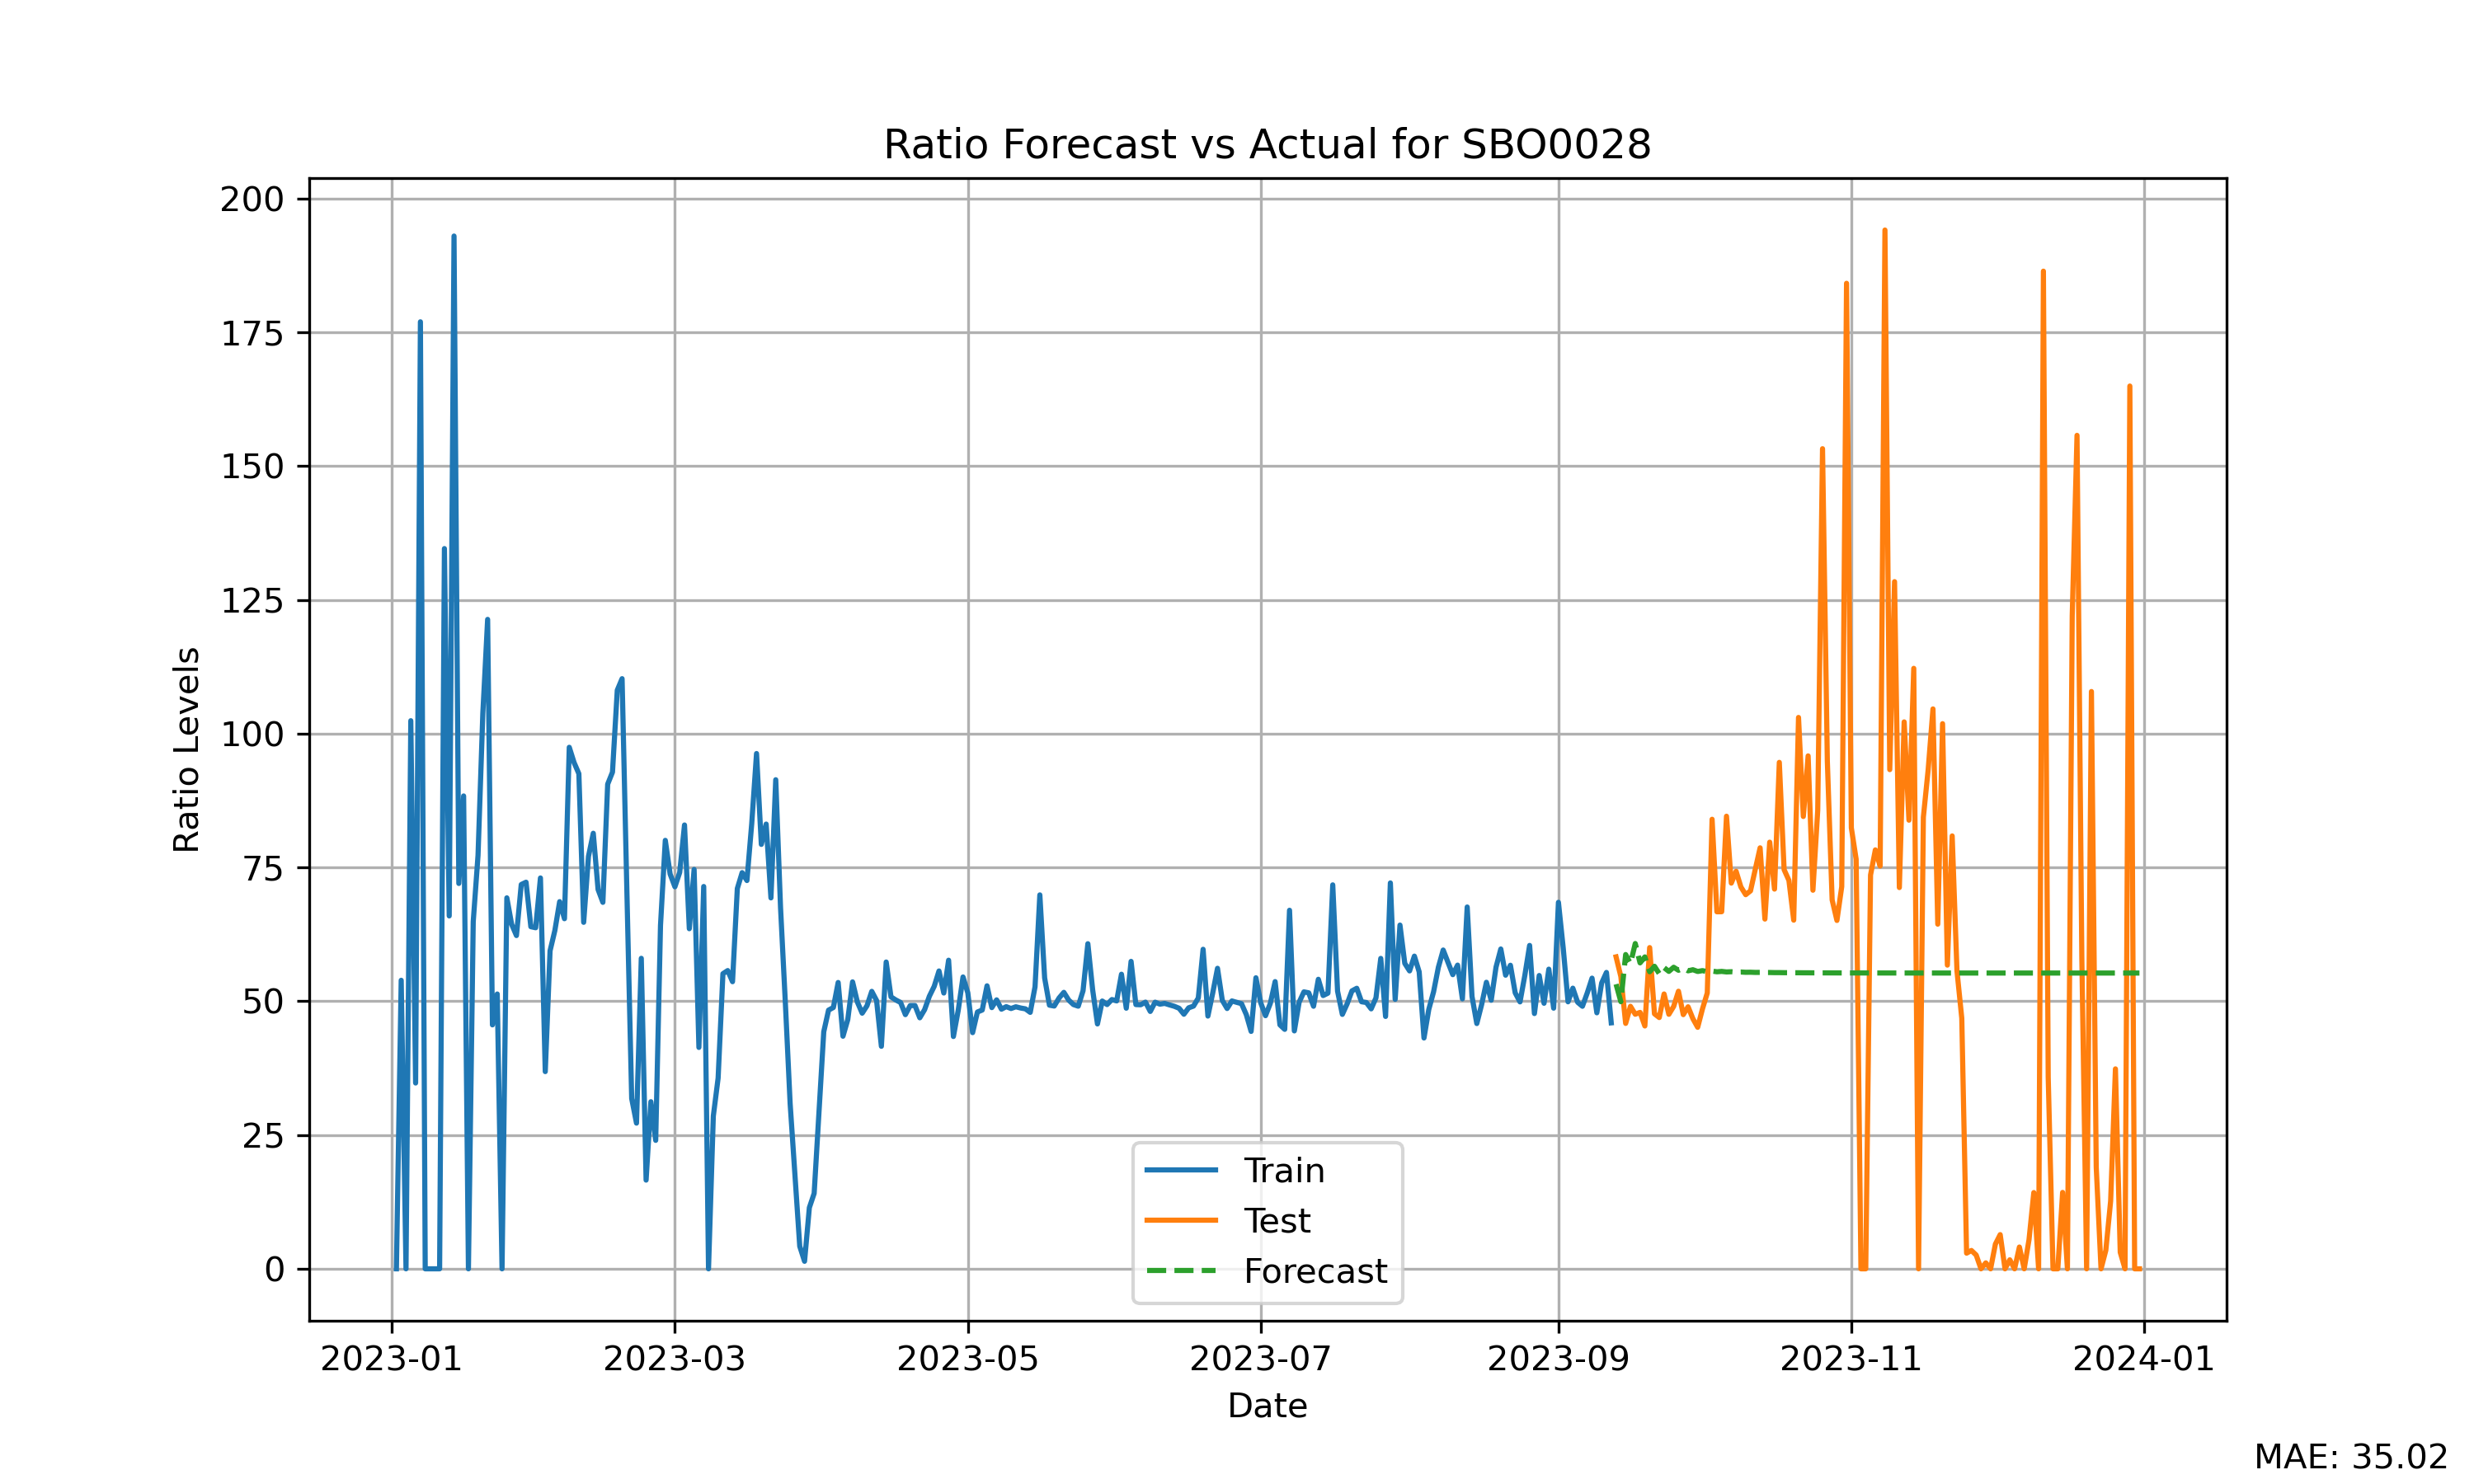 Ratio Forecast vs Actual for SBO0028
Ratio Levels
200
175
150
125
100
75
50
25
0
Train
Test
Forecast
2023-01 2023-03 2023-05 2023-07 2023-09 2023-11 2024-01
Date
MAE: 35.02